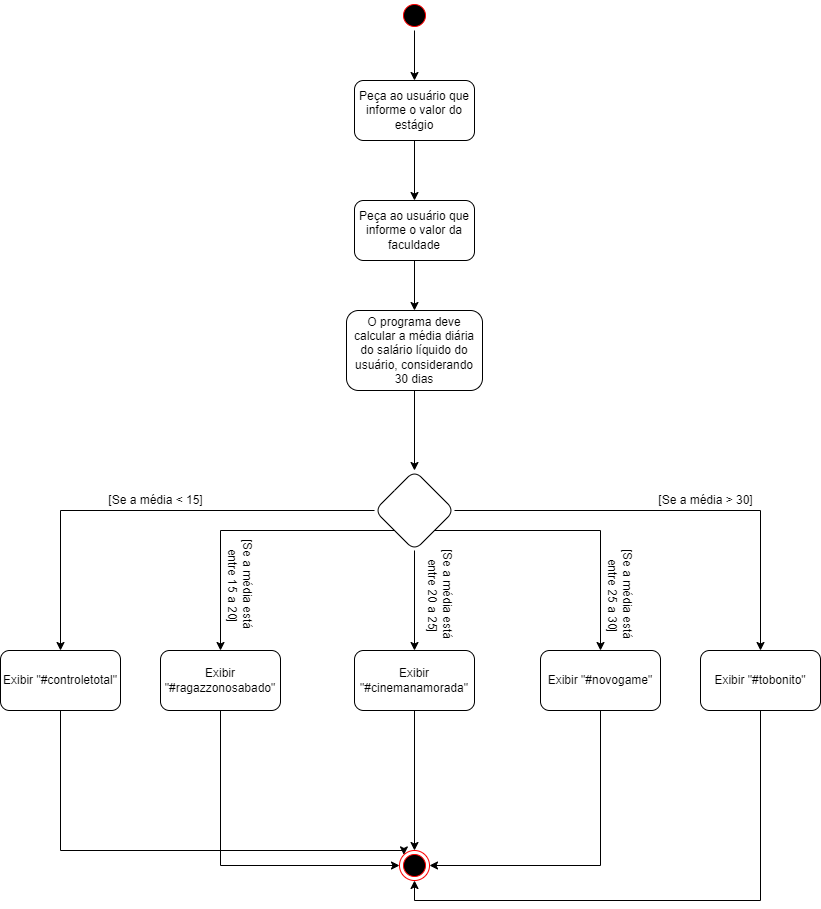 Peça ao usuário que
informe o valor do
estágio
Peça ao usuário que
informe o valor da
faculdade
O programa deve
calcular a média diária
do salário líquido do
usuário, considerando
30 dias
[Se a média < 15]
[Se a média > 30]
[Se a média está
entre 15 a 20]
[Se a média está
entre 20 a 25]
[Se a média está
entre 25 a 30]
Exibir "#controletotal"
Exibir
"#ragazzonosabado"
Exibir
"#cinemanamorada"
Exibir "#novogame"
Exibir "#tobonito"